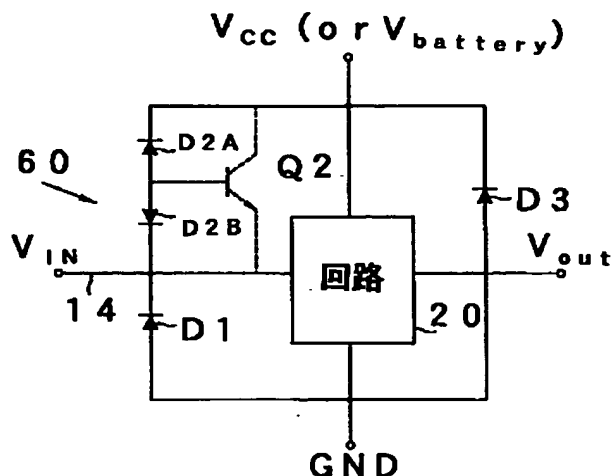 VCC (or Vbattery)
D2A
60
Q2
D3
D2B
VIN
Vout
回路
14
20
D1
GND